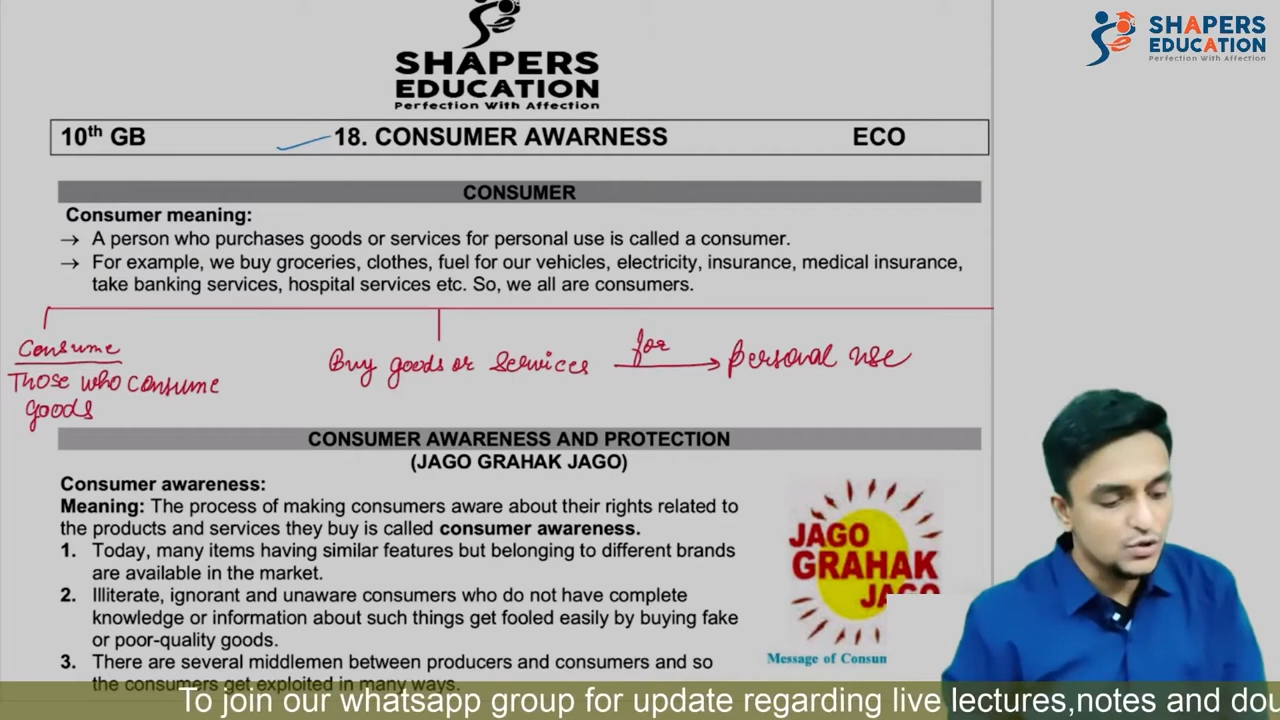 SHAPERS
EDUCATION
Perfection With Affection
SHAPERS
EDUCATION
Perfection With Affection
10th GB 18. CONSUMER AWARNESS ECO
CONSUMER
Consumer meaning:
→ A person who purchases goods or services for personal use is called a consumer.
→ For example, we buy groceries, clothes, fuel for our vehicles, electricity, insurance, medical insurance,
take banking services, hospital services etc. So, we all are consumers.
Consume
Those who consume
goods
Buy goods or services for → Personal use
CONSUMER AWARENESS AND PROTECTION
(JAGO GRAHAK JAGO)
Consumer awareness:
Meaning: The process of making consumers aware about their rights related to
the products and services they buy is called consumer awareness.
1. Today, many items having similar features but belonging to different brands
are available in the market.
2. Illiterate, ignorant and unaware consumers who do not have complete
knowledge or information about such things get fooled easily by buying fake
or poor-quality goods.
3. There are several middlemen between producers and consumers and so
the consumers get exploited in many ways.
JAGO
GRAHAK
JAGO
Message of Consun
To join our whatsapp group for update regarding live lectures,notes and dou